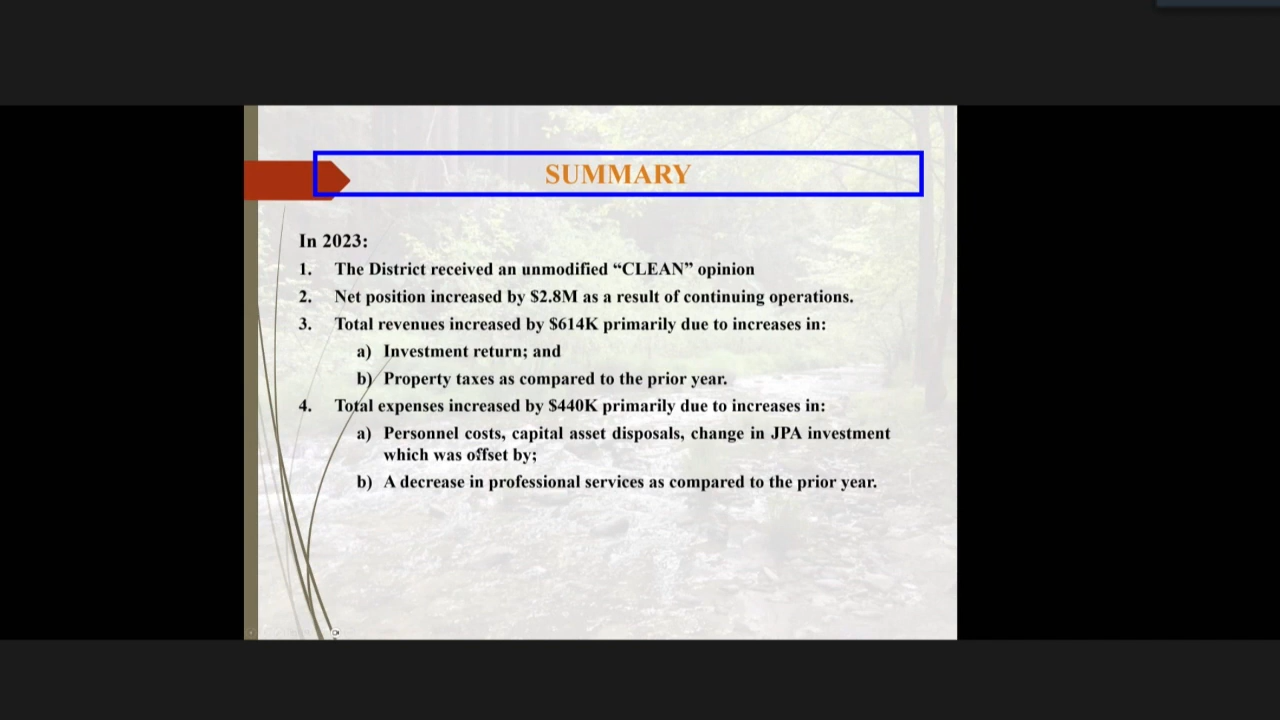 SUMMARY
In 2023:
1. The District received an unmodified “CLEAN” opinion
2. Net position increased by $2.8M as a result of continuing operations.
3. Total revenues increased by $614K primarily due to increases in:
a) Investment return; and
b) Property taxes as compared to the prior year.
4. Total expenses increased by $440K primarily due to increases in:
a) Personnel costs, capital asset disposals, change in JPA investment
which was offset by;
b) A decrease in professional services as compared to the prior year.